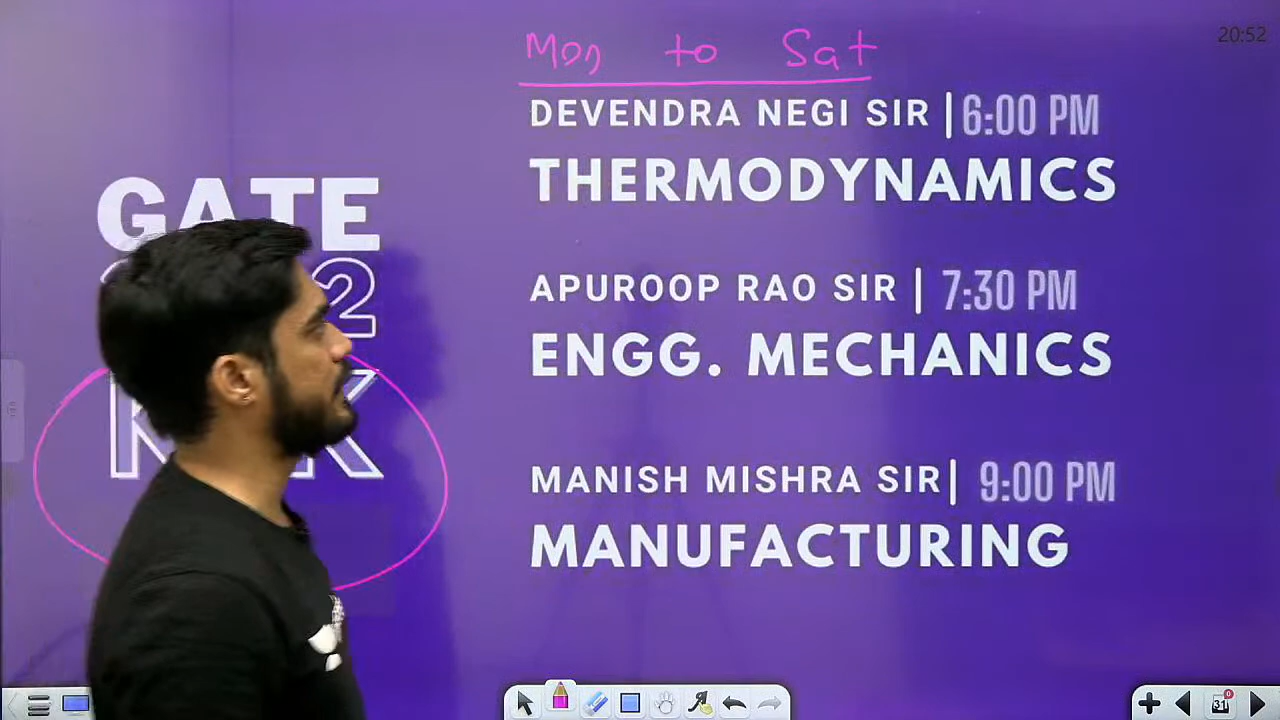 Mon to Sat
20:52
DEVENDRA NEGI SIR | 6:00 PM
THERMODYNAMICS
GATE
APUROOP RAO SIR | 7:30 PM
ENGG. MECHANICS
MANISH MISHRA SIR | 9:00 PM
MANUFACTURING
31